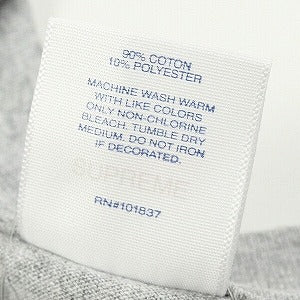 90% COTON
10% POLYESTER
MACHINE WASH WARM
WITH LIKE COLORS
ONLY NON-CHLORINE
BLEACH. TUMBLE DRY
MEDIUM. DO NOT IRON
IF DECORATED.
RN#101837